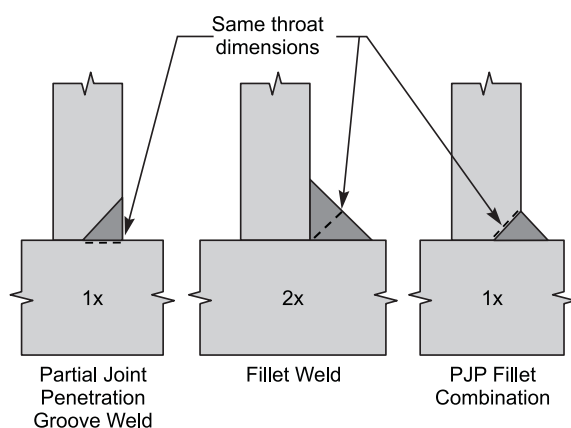 Same throat
dimensions
1x
2x
1x
Partial Joint
Penetration
Groove Weld
Fillet Weld
PJP Fillet
Combination